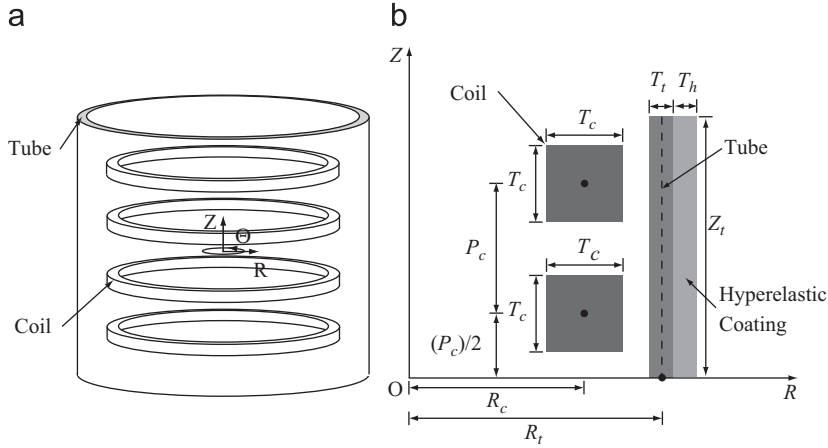 a
Tube
Z
Θ
R
Coil
b
Z
T_t T_h
Coil
T_c
Tube
T_c
P_c
Z_t
T_c
T_c
Hyperelastic
Coating
(P_c)/2
O
R_c
R
R_t